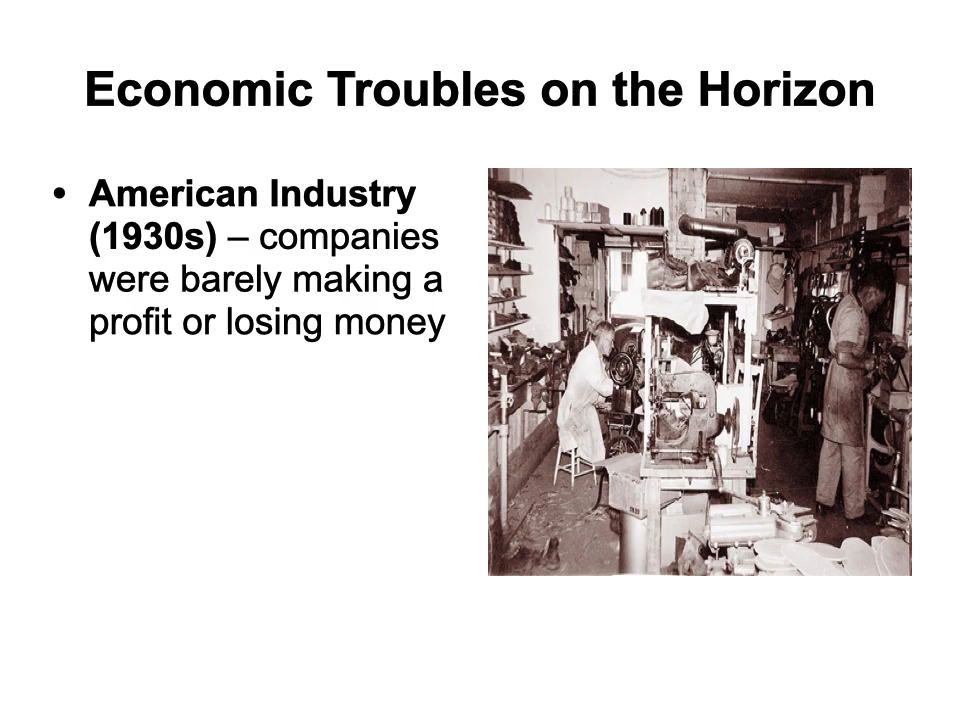 Economic Troubles on the Horizon
• American Industry
(1930s) – companies
were barely making a
profit or losing money